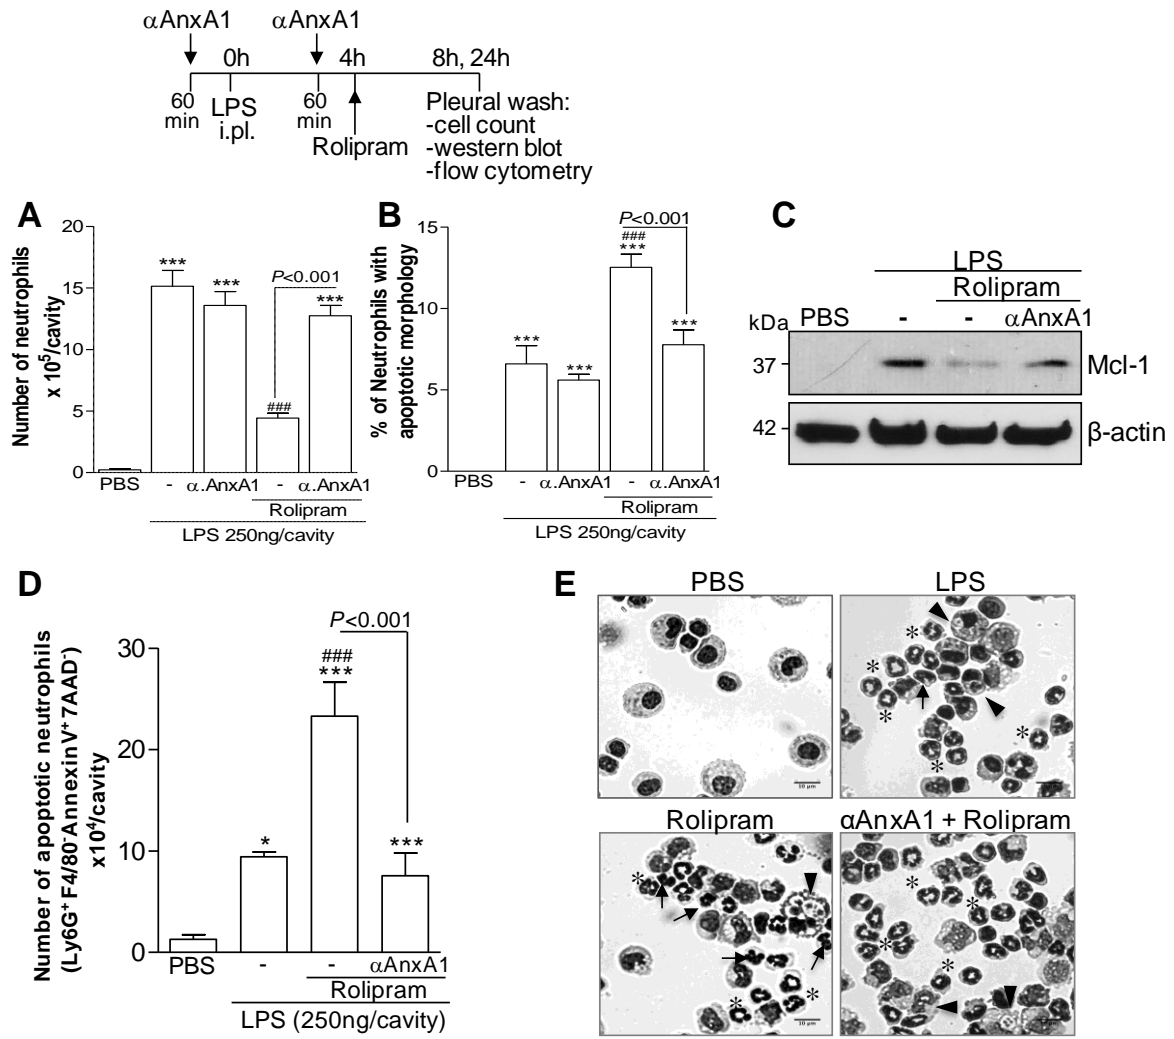 αAnxA1 αAnxA1
0h 4h 8h, 24h
60 min LPS i.pl. 60 min Rolipram
Pleural wash:
-cell count
-western blot
-flow cytometry
A
Number of neutrophils
x 10⁵/cavity
20
15
10
5
0
***
***
###
P<0.001
***
PBS - α.AnxA1 - α.AnxA1
Rolipram
LPS 250ng/cavity
B
% of Neutrophils with
apoptotic morphology
15
10
5
0
P<0.001
###
***
***
***
***
PBS - α.AnxA1 - α.AnxA1
Rolipram
LPS 250ng/cavity
C
LPS
Rolipram
kDa PBS - - αAnxA1
37 Mcl-1
42 β-actin
D
Number of apoptotic neutrophils
(Ly6G⁺ F4/80⁻AnnexinV⁺7AAD⁻)
x10⁴/cavity
30
20
10
0
P<0.001
###
***
*
***
PBS - - αAnxA1
Rolipram
LPS (250ng/cavity)
E
PBS LPS
* * * * * *
10 µm
Rolipram αAnxA1 + Rolipram
* * *
10 µm
* * * *